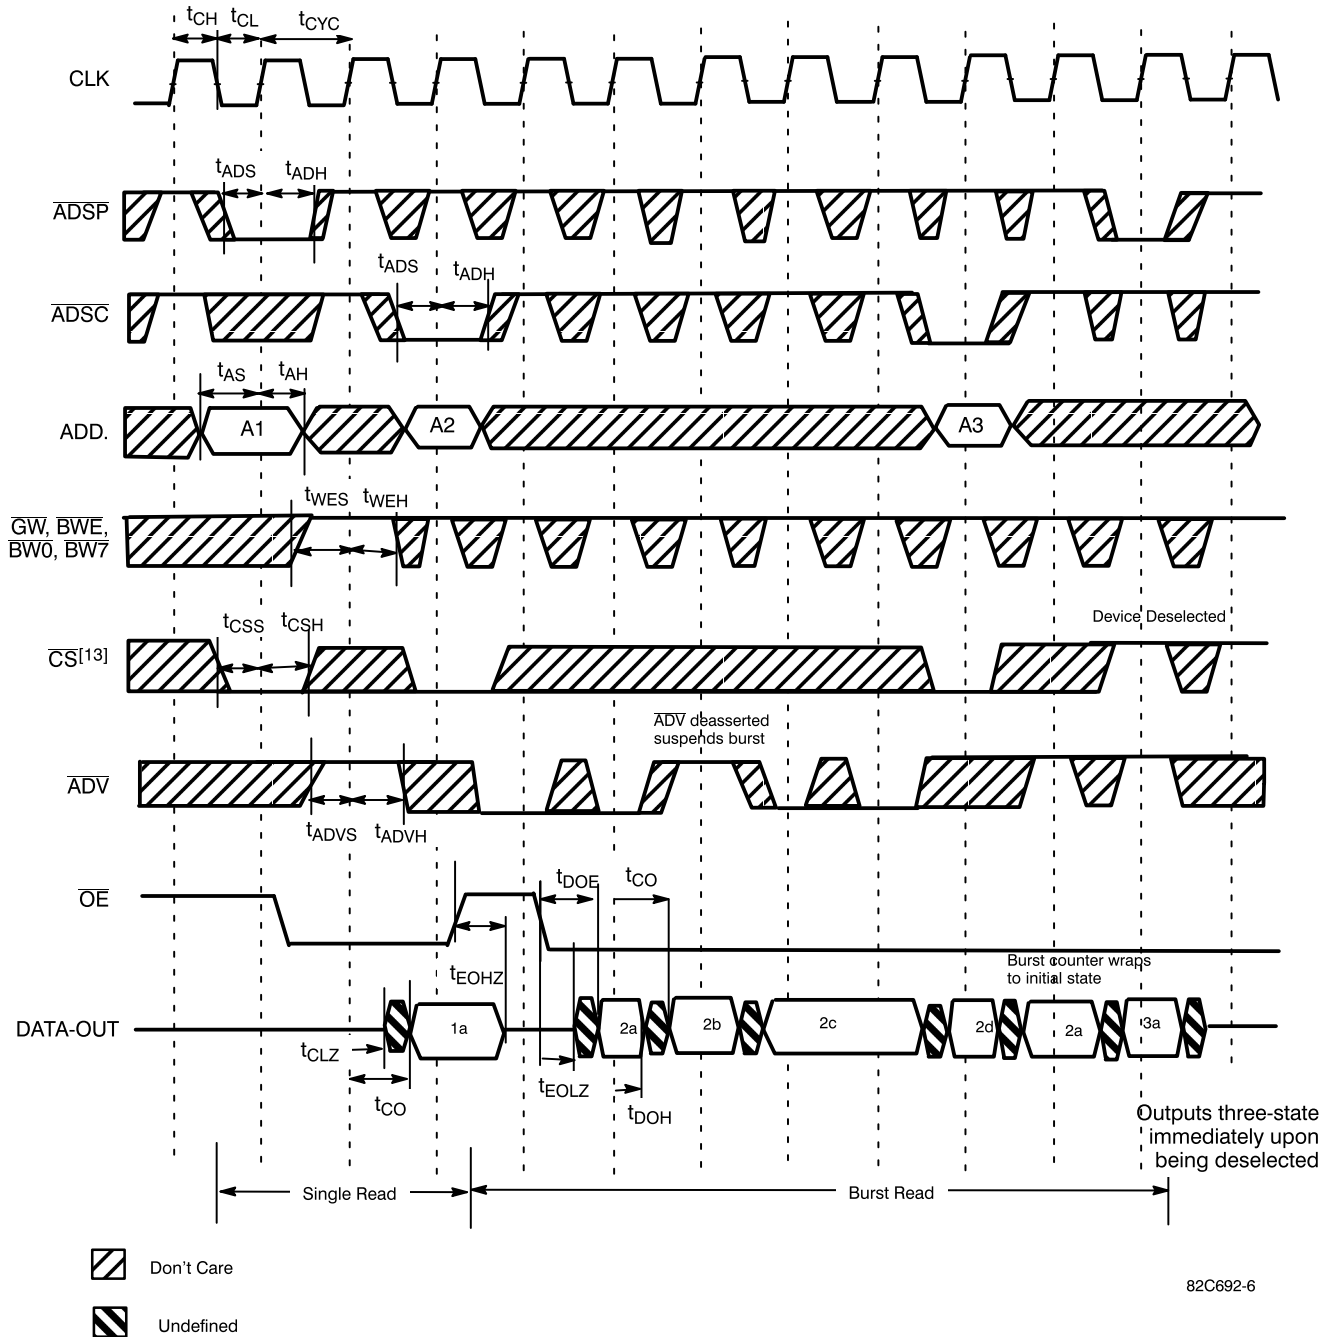 tCH tCL tCYC
CLK
tADS tADH
ADSP
tADS tADH
ADSC
tAS tAH
ADD. A1 A2 A3
tWES tWEH
GW, BWE,
BW0, BW7
Device Deselected
tCSS tCSH
CS[13]
ADV deasserted
suspends burst
ADV
tADVS tADVH
tDOE tCO
OE
Burst counter wraps
to initial state
tEOHZ
DATA-OUT 1a 2a 2b 2c 2d 2a 3a
tCLZ
tEOLZ
tCO
tDOH
Outputs three-state
immediately upon
being deselected
Single Read Burst Read
Don't Care
82C692-6
Undefined